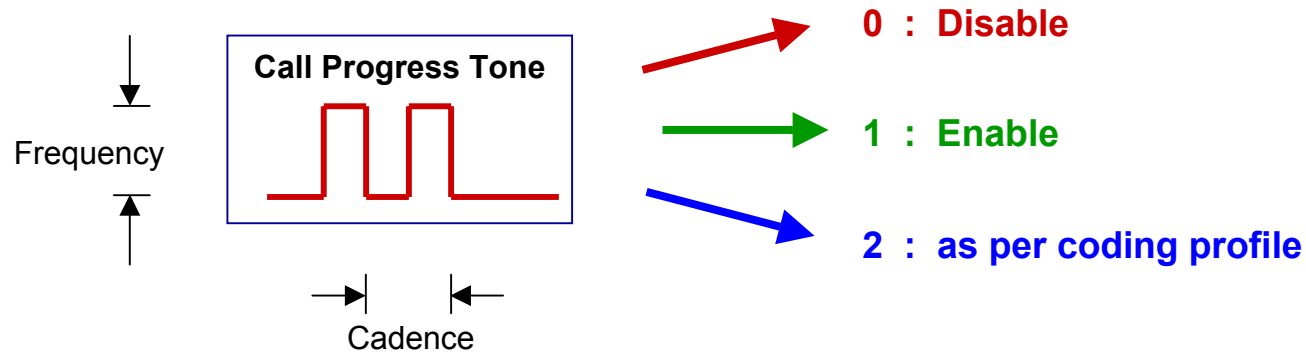 0 : Disable
Call Progress Tone
Frequency
1 : Enable
2 : as per coding profile
Cadence